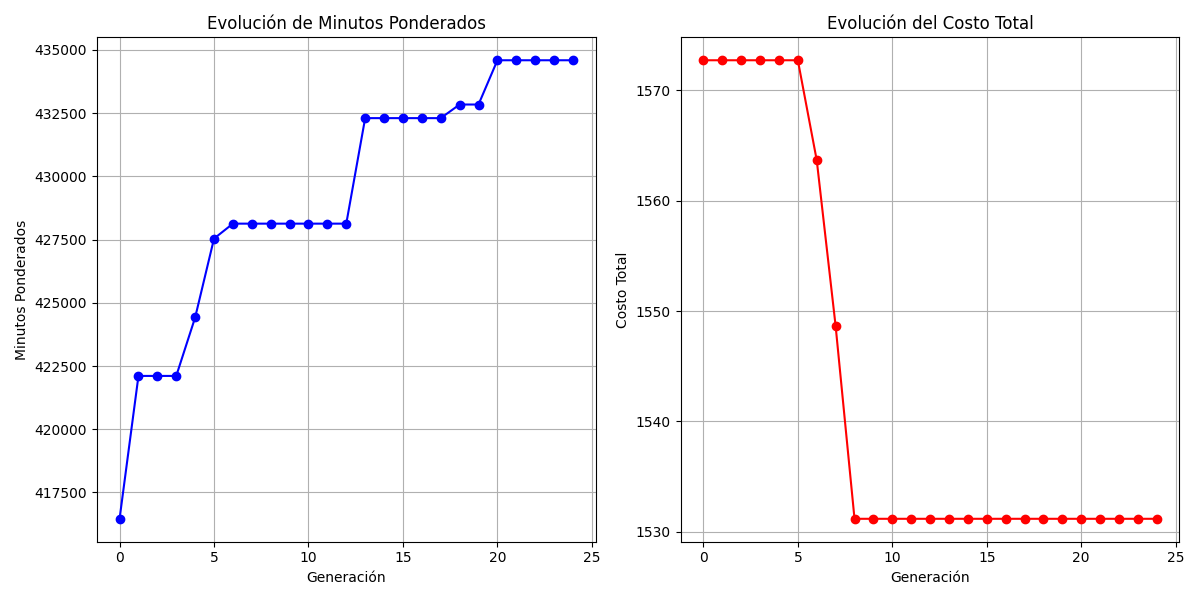 Evolución de Minutos Ponderados
435000
432500
430000
427500
425000
422500
420000
417500
Minutos Ponderados
0 5 10 15 20 25
Generación
Evolución del Costo Total
1570
1560
1550
1540
1530
Costo Total
0 5 10 15 20 25
Generación